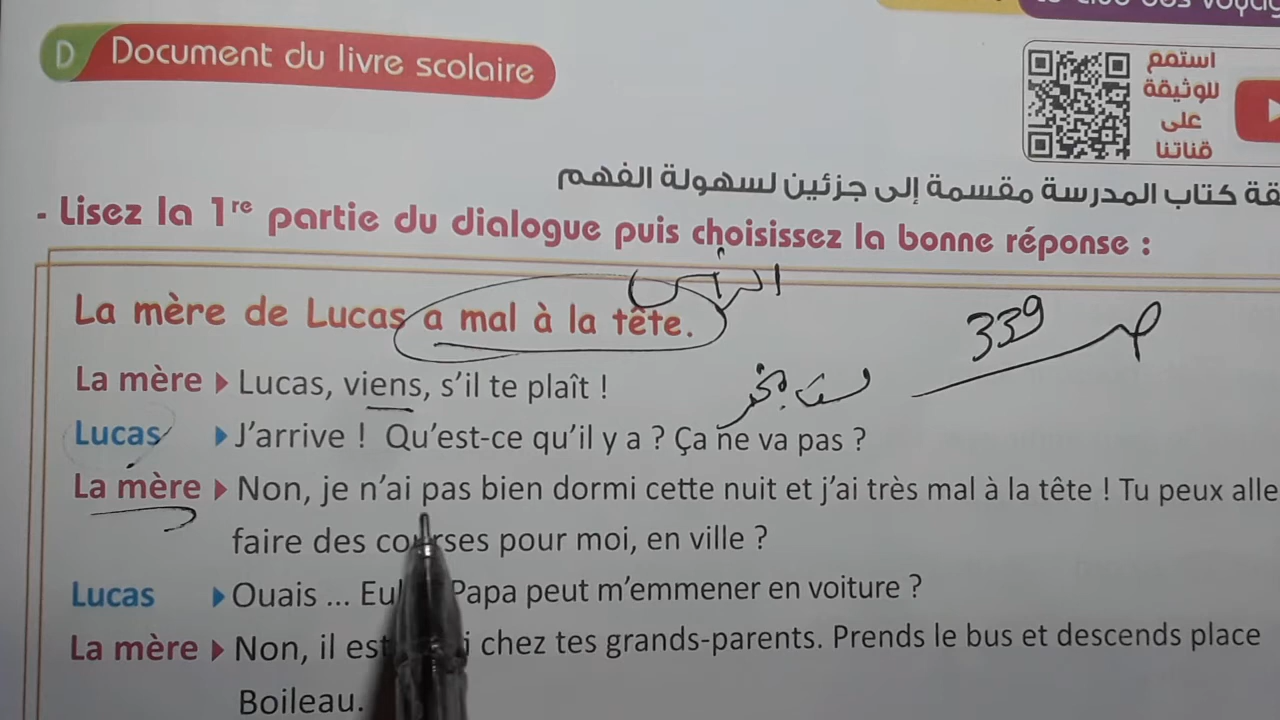 D Document du livre scolaire
استمع
للوثيقة
على
قناتنا
كتاب المدرسة مقسمة إلى جزئين لسهولة الفهم
- Lisez la 1re partie du dialogue puis choisissez la bonne réponse :
La mère de Lucas a mal à la tête.
339
La mère Lucas, viens, s'il te plaît !
Lucas J'arrive ! Qu'est-ce qu'il y a ? Ça ne va pas ?
La mère Non, je n'ai pas bien dormi cette nuit et j'ai très mal à la tête ! Tu peux alle
faire des courses pour moi, en ville ?
Lucas Ouais ... Papa peut m'emmener en voiture ?
La mère Non, il est chez tes grands-parents. Prends le bus et descends place
Boileau.